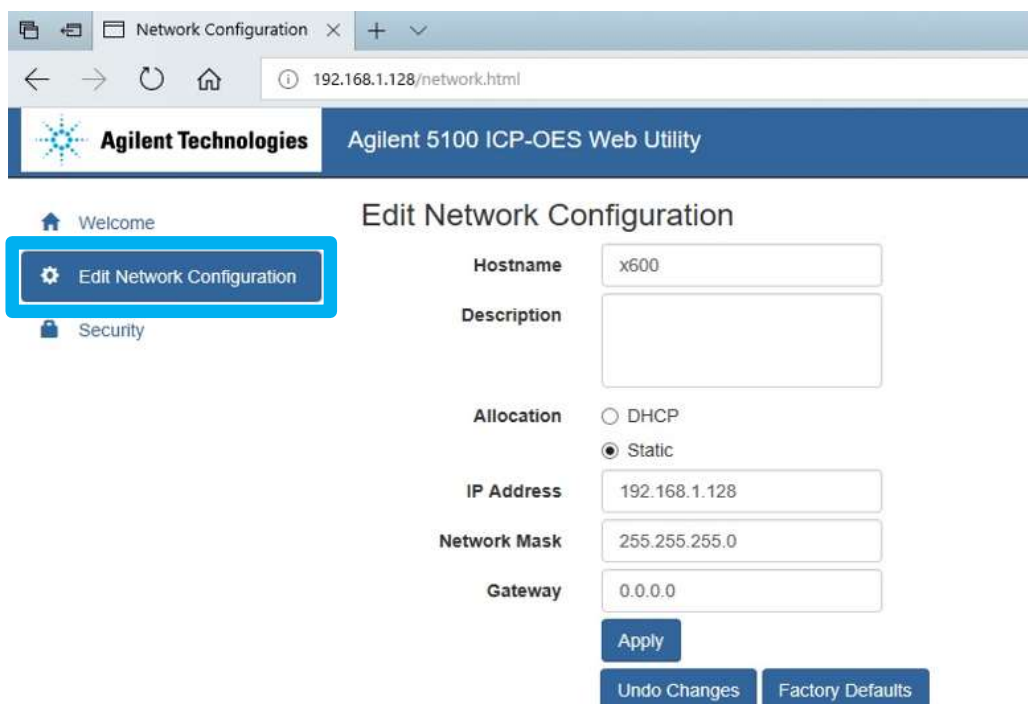 Network Configuration
192.168.1.128/network.html
Agilent Technologies
Agilent 5100 ICP-OES Web Utility
Welcome
Edit Network Configuration
Security
Edit Network Configuration
Hostname x600
Description
Allocation DHCP
Static
IP Address 192.168.1.128
Network Mask 255.255.255.0
Gateway 0.0.0.0
Apply
Undo Changes Factory Defaults